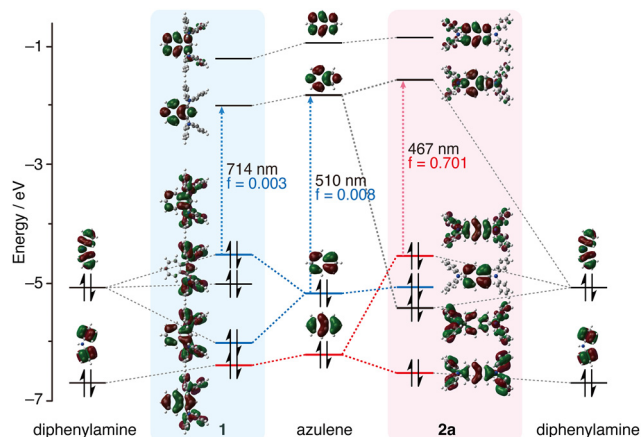 Energy / eV
−1
−3
−5
−7
714 nm
f = 0.003
510 nm
f = 0.008
467 nm
f = 0.701
diphenylamine
1
azulene
2a
diphenylamine